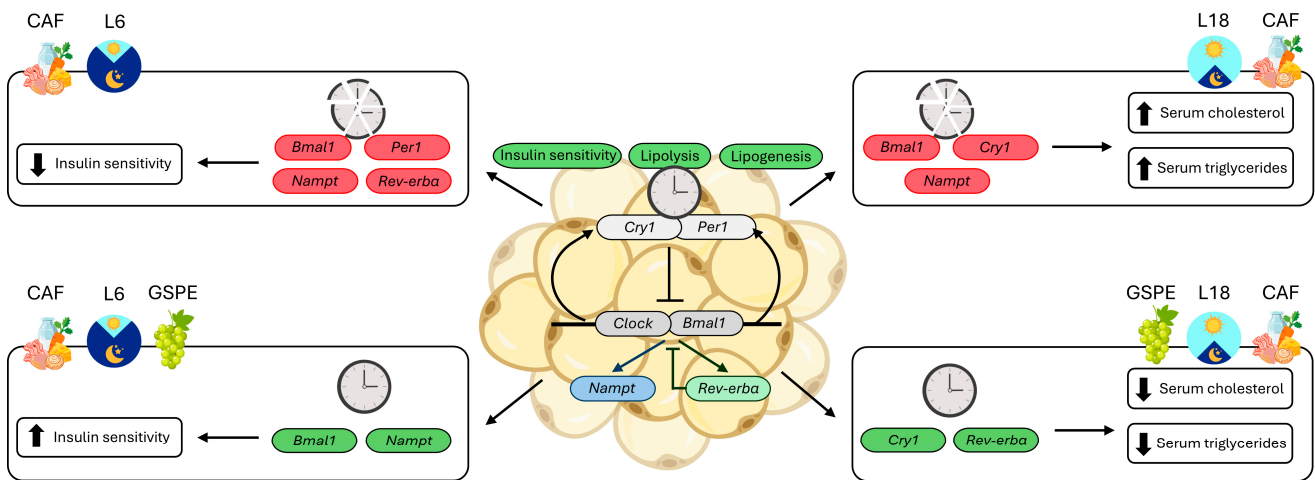 CAF L6
Bmal1 Per1
Nampt Rev-erbα
Insulin sensitivity
L18 CAF
Bmal1 Cry1
Nampt
Serum cholesterol
Serum triglycerides
Insulin sensitivity Lipolysis Lipogenesis
Cry1 Per1
Clock Bmal1
Nampt Rev-erbα
CAF L6 GSPE
Insulin sensitivity
Bmal1 Nampt
GSPE L18 CAF
Cry1 Rev-erbα
Serum cholesterol
Serum triglycerides